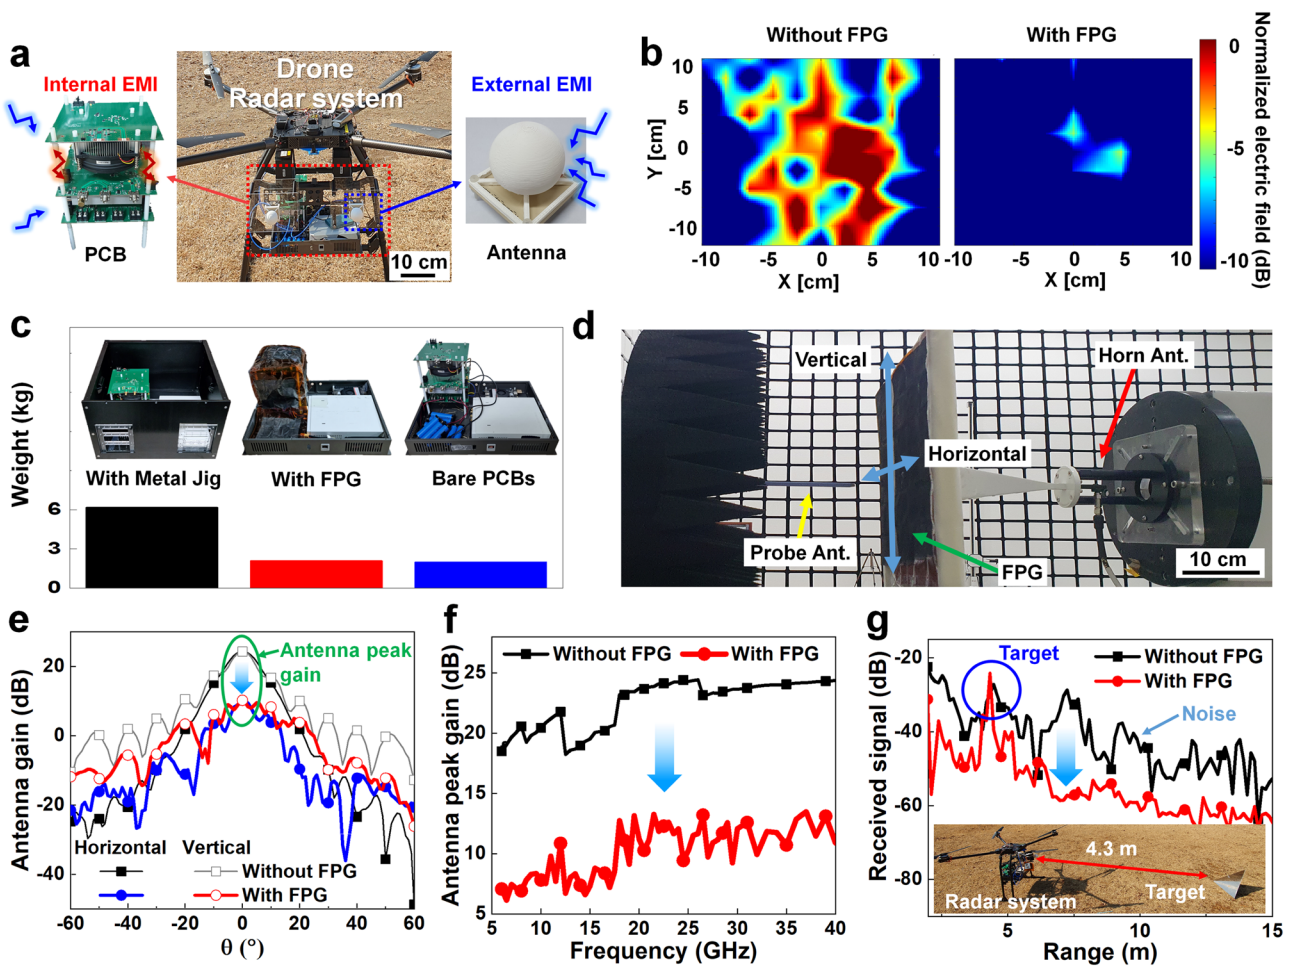 a
Internal EMI
Drone
Radar system
External EMI
PCB
Antenna
10 cm
b
Without FPG
With FPG
10
5
0
-5
-10
Y [cm]
-10
-5
0
5
10
X [cm]
-10
-5
0
5
10
X [cm]
0
-5
-10
Normalized electric field (dB)
c
Weight (kg)
6
3
0
With Metal Jig
With FPG
Bare PCBs
d
Vertical
Horn Ant.
Horizontal
Probe Ant.
FPG
10 cm
e
Antenna gain (dB)
20
0
-20
-40
Antenna peak
gain
Horizontal Vertical
Without FPG
With FPG
-60
-40
-20
0
20
40
60
θ (°)
f
Antenna peak gain (dB)
25
20
15
10
5
Without FPG
With FPG
5
10
15
20
25
30
35
40
Frequency (GHz)
g
Received signal (dB)
-20
-40
-60
-80
Target
Without FPG
With FPG
Noise
4.3 m
Target
Radar system
5
10
15
Range (m)